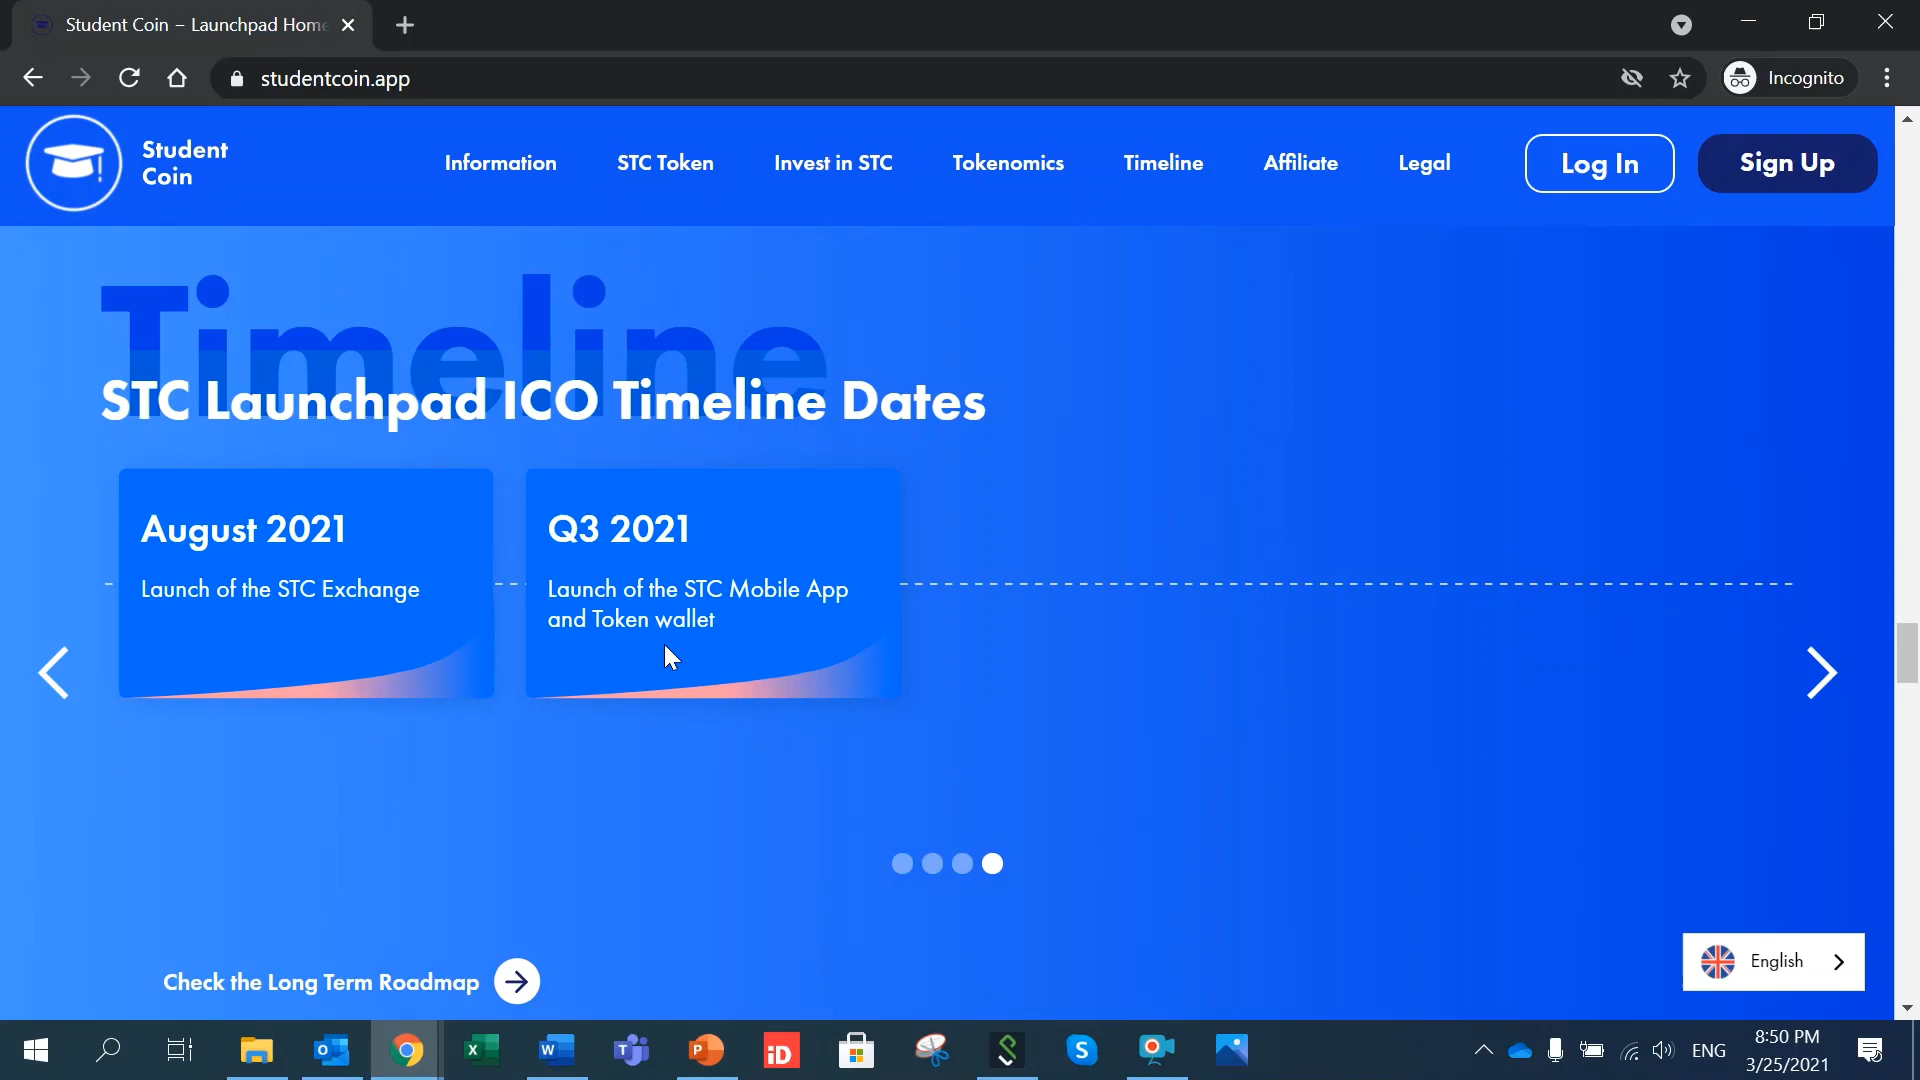 Student Coin – Launchpad Home
studentcoin.app
Incognito
Student
Coin
Information
STC Token
Invest in STC
Tokenomics
Timeline
Affiliate
Legal
Log In
Sign Up
Timeline
STC Launchpad ICO Timeline Dates
August 2021
Launch of the STC Exchange
Q3 2021
Launch of the STC Mobile App
and Token wallet
Check the Long Term Roadmap
English
ENG
8:50 PM
3/25/2021